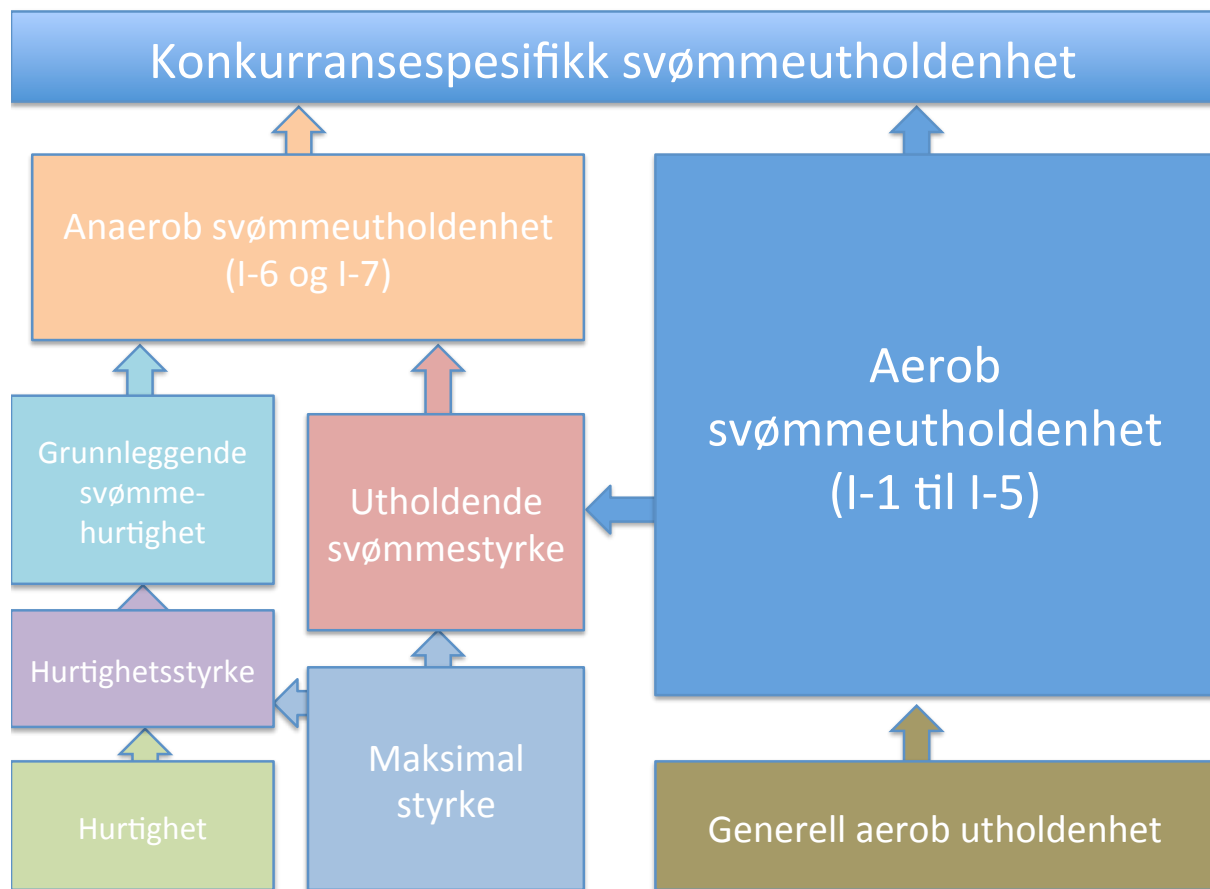 Konkurransespesifikk svømmeutholdenhet
Anaerob svømmeutholdenhet
(I-6 og I-7)
Aerob
svømmeutholdenhet
(I-1 til I-5)
Grunnleggende
svømme-
hurtighet
Utholdende
svømmestyrke
Hurtighetsstyrke
Maksimal
styrke
Hurtighet
Generell aerob utholdenhet